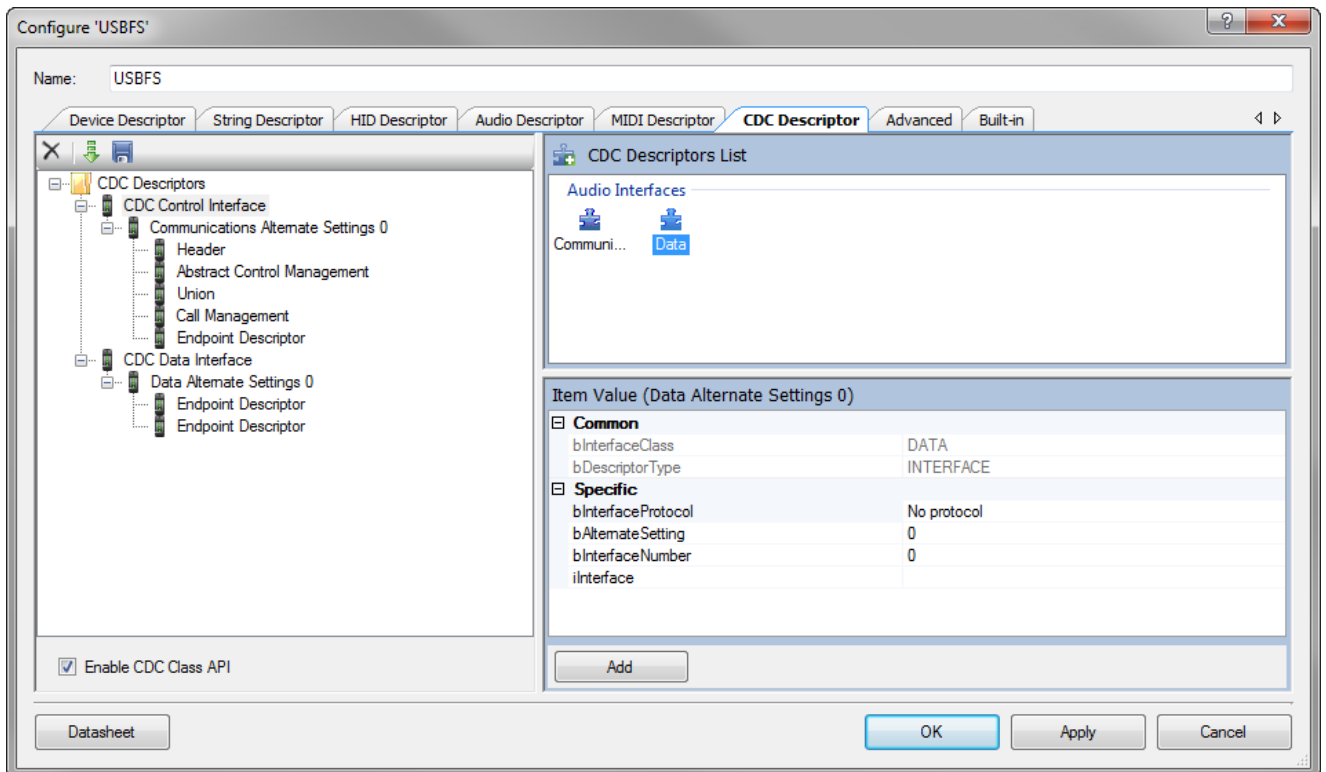 Configure 'USBFS'
Name: USBFS
Device Descriptor String Descriptor HID Descriptor Audio Descriptor MIDI Descriptor CDC Descriptor Advanced Built-in
CDC Descriptors
CDC Control Interface
Communications Alternate Settings 0
Header
Abstract Control Management
Union
Call Management
Endpoint Descriptor
CDC Data Interface
Data Alternate Settings 0
Endpoint Descriptor
Endpoint Descriptor
Enable CDC Class API
CDC Descriptors List
Audio Interfaces
Communi... Data
Item Value (Data Alternate Settings 0)
Common
bInterfaceClass DATA
bDescriptorType INTERFACE
Specific
bInterfaceProtocol No protocol
bAlternateSetting 0
bInterfaceNumber 0
iInterface
Add
Datasheet OK Apply Cancel